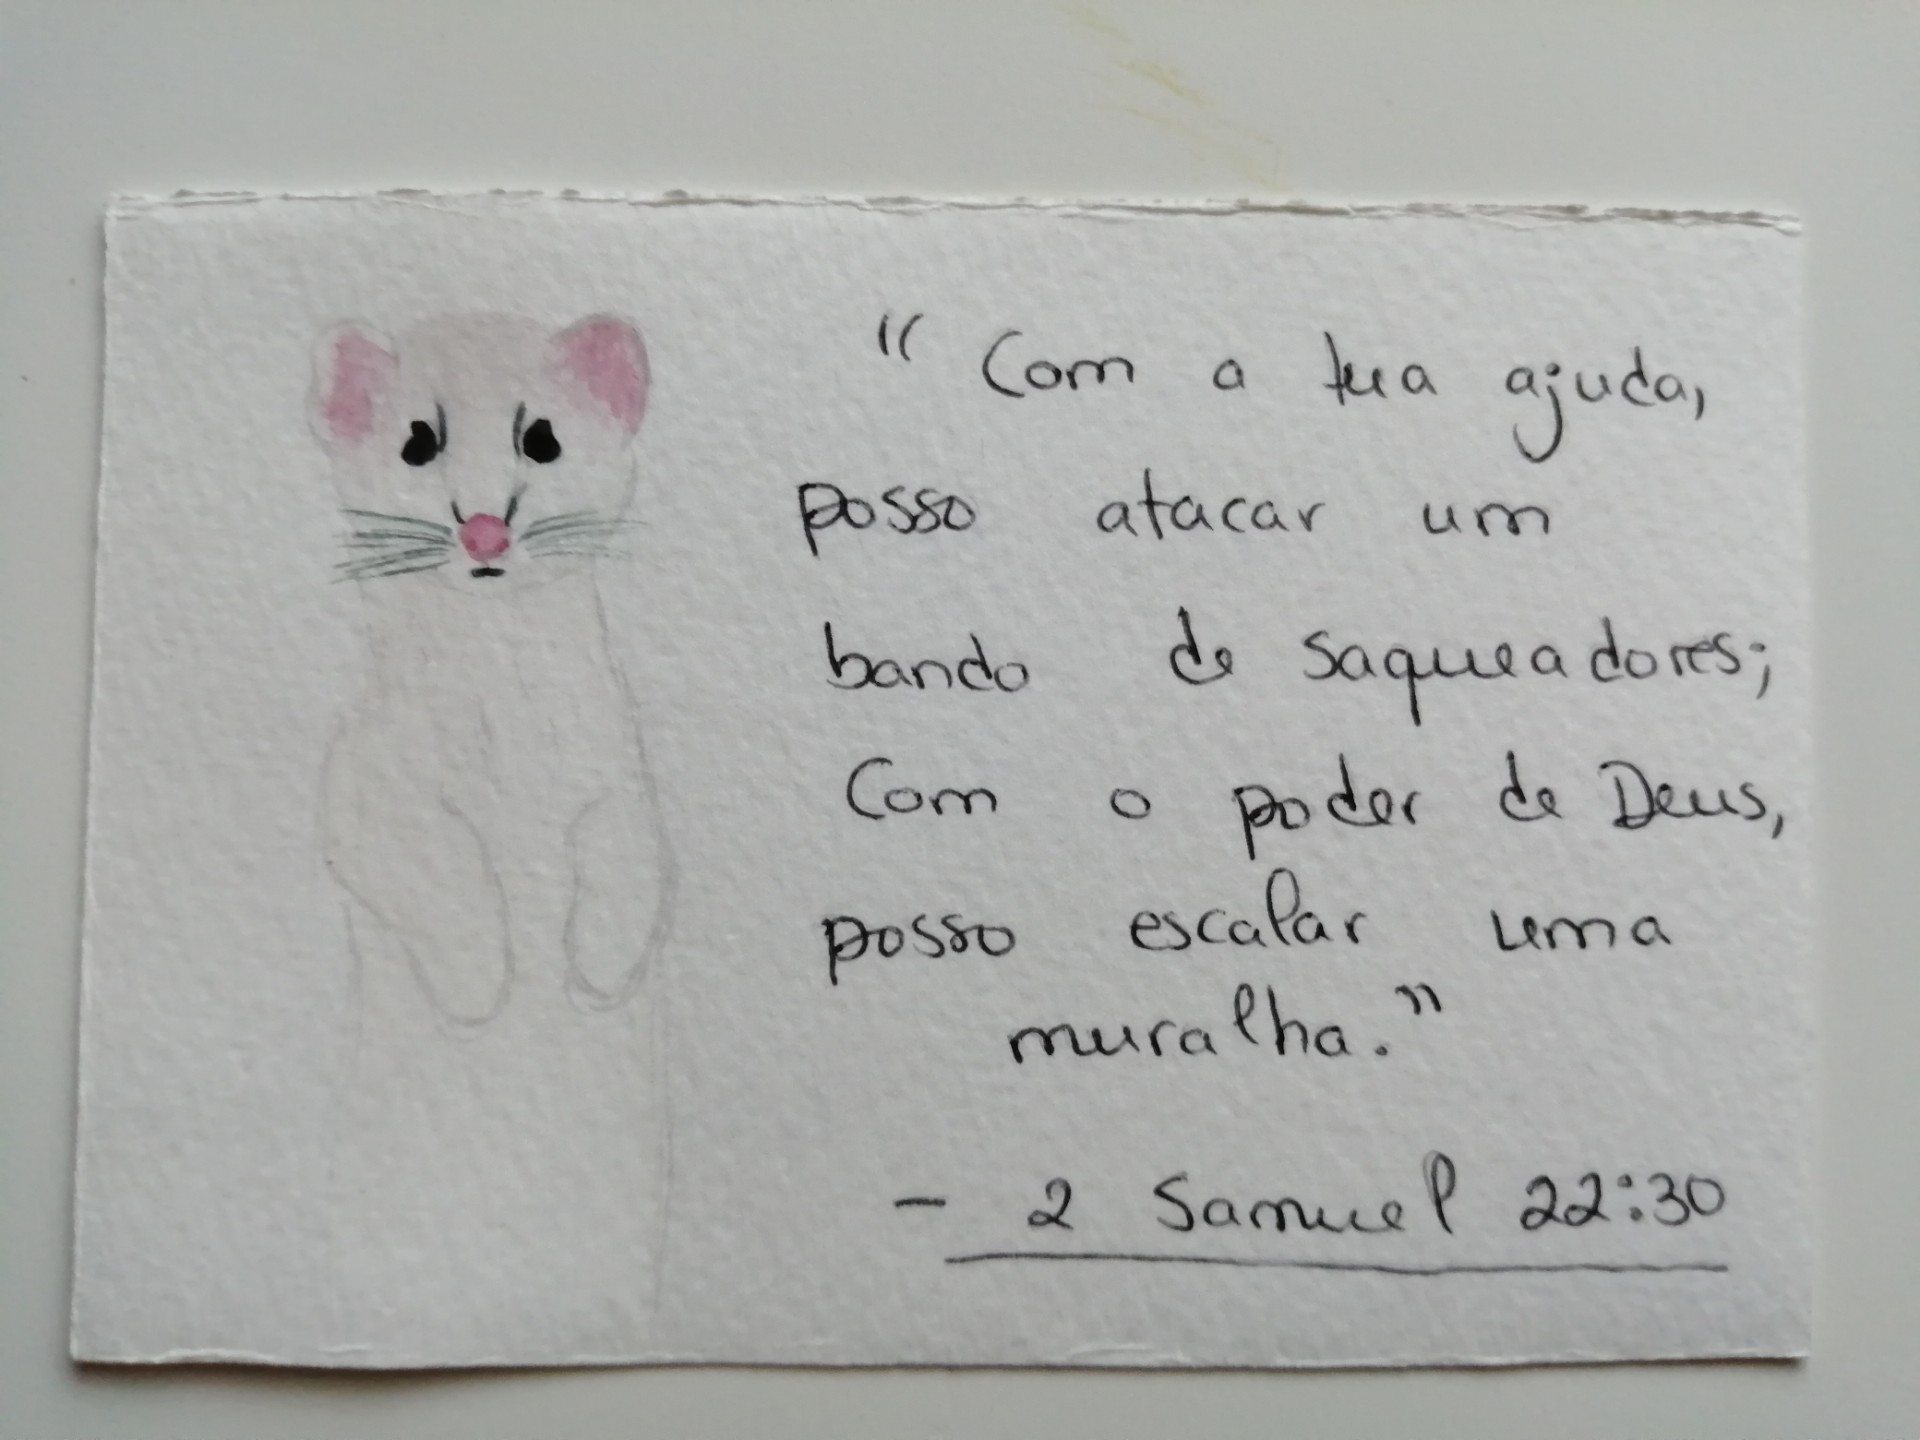 "Com a tua ajuda,
posso atacar um
bando de saqueadores;
Com o poder de Deus,
posso escalar uma
muralha."
- 2 Samuel 22:30